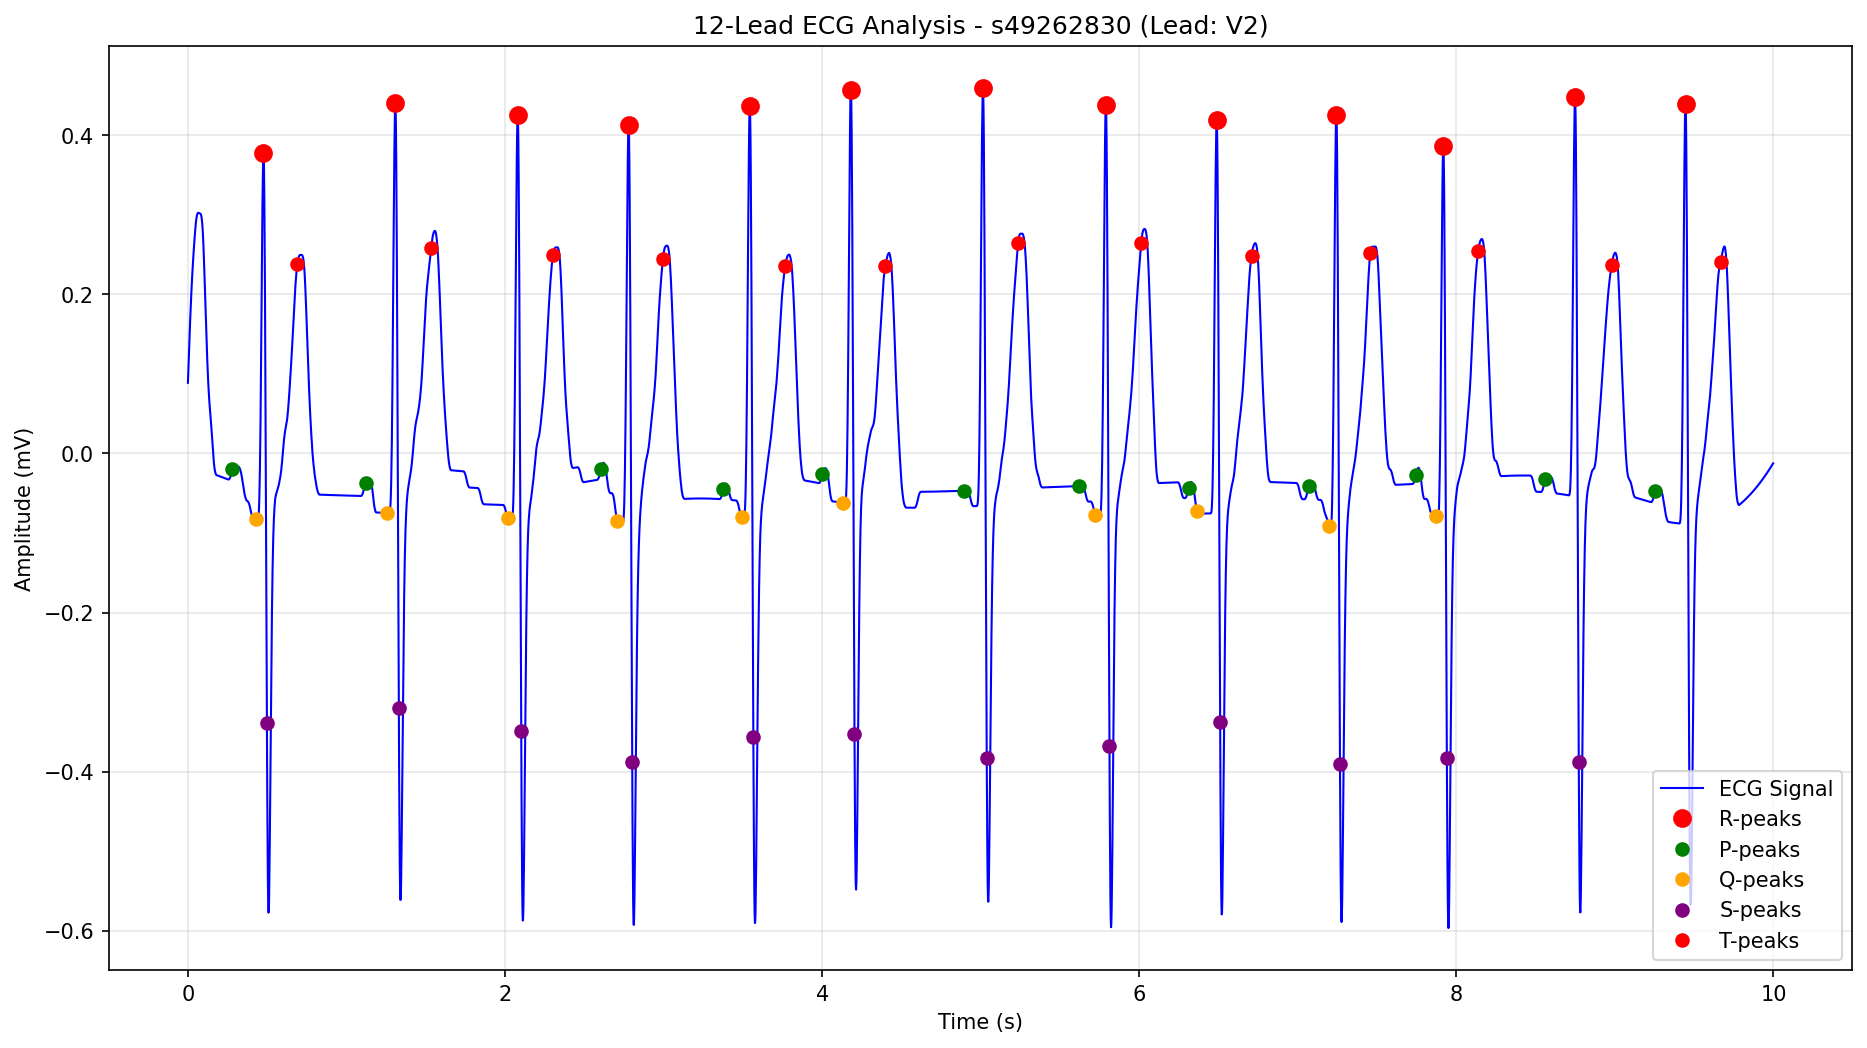 12-Lead ECG Analysis - s49262830 (Lead: V2)
Amplitude (mV)
0.4
0.2
0.0
−0.2
−0.4
−0.6
0 2 4 6 8 10
Time (s)
ECG Signal
R-peaks
P-peaks
Q-peaks
S-peaks
T-peaks